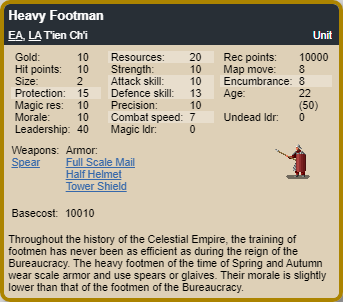 Heavy Footman
EA, LA T'ien Ch'i Unit
Gold: 10 Resources: 20 Rec points: 10000
Hit points: 10 Strength: 10 Map move: 8
Size: 2 Attack skill: 10 Encumbrance: 8
Protection: 15 Defence skill: 13 Age: 22
Magic res: 10 Precision: 10 (50)
Morale: 10 Combat speed: 7 Undead ldr: 0
Leadership: 40 Magic ldr: 0
Weapons: Armor:
Spear Full Scale Mail
Half Helmet
Tower Shield
Basecost: 10010
Throughout the history of the Celestial Empire, the training of
footmen has never been as efficient as during the reign of the
Bureaucracy. The heavy footmen of the time of Spring and Autumn
wear scale armor and use spears or glaives. Their morale is slightly
lower than that of the footmen of the Bureaucracy.